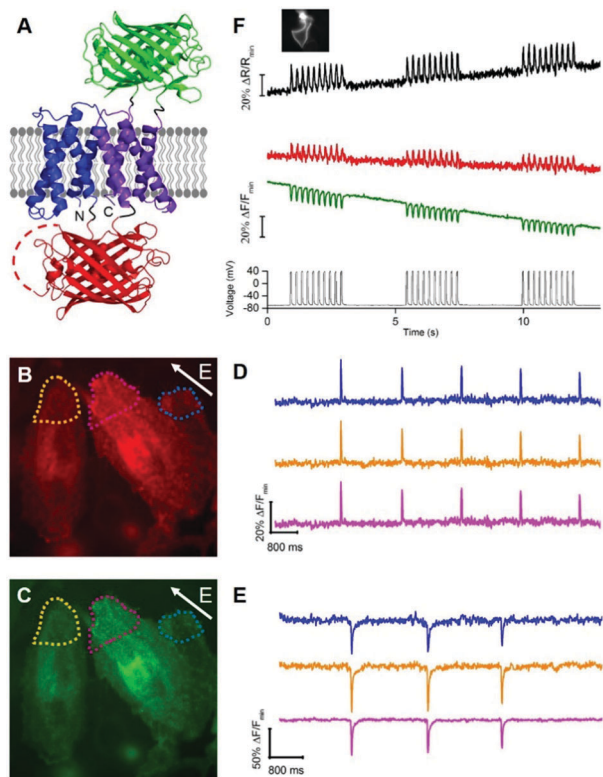 A
N C
F
20% ΔR/Rmin
20% ΔF/Fmin
Voltage (mV)
40
0
-40
-80
0 5 10
Time (s)
B
E
D
20% ΔF/Fmin
800 ms
C
E
E
50% ΔF/Fmin
800 ms